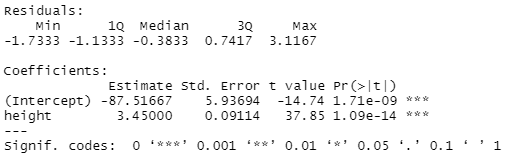 Residuals:
    Min      1Q  Median      3Q     Max
-1.7333 -1.1333 -0.3833  0.7417  3.1167

Coefficients:
             Estimate Std. Error t value Pr(>|t|)
(Intercept) -87.51667    5.93694  -14.74 1.71e-09 ***
height        3.45000    0.09114   37.85 1.09e-14 ***
---
Signif. codes:  0 ‘***’ 0.001 ‘**’ 0.01 ‘*’ 0.05 ‘.’ 0.1 ‘ ’ 1